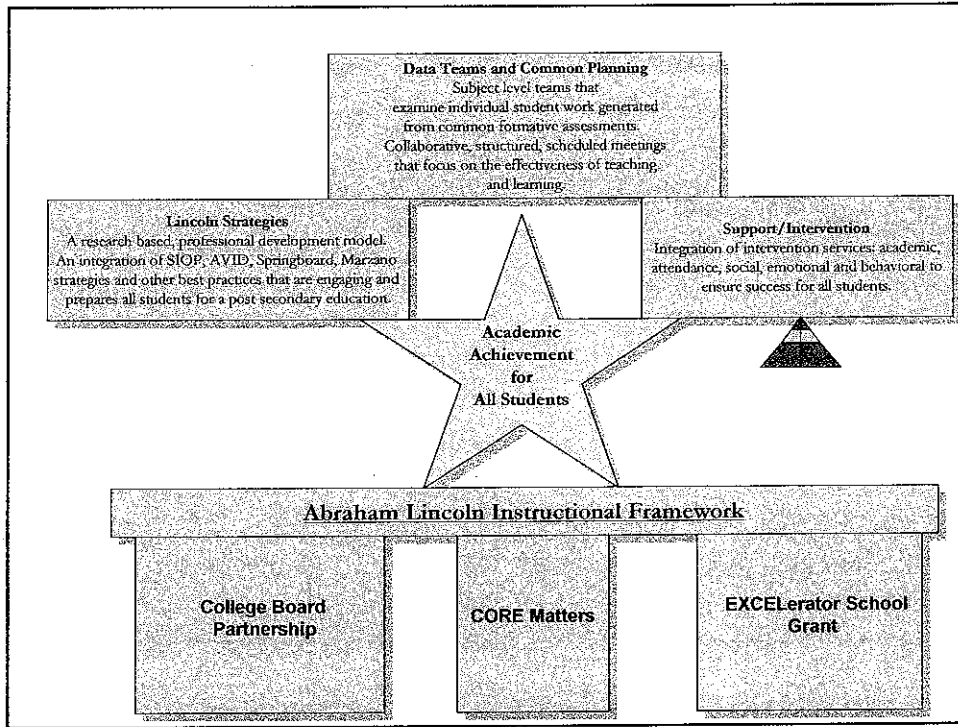 Data Teams and Common Planning
Subject level teams that
examine individual student work generated
from common formative assessments.
Collaborative, structured, scheduled meetings
that focus on the effectiveness of teaching
and learning.
Lincoln Strategies
A research based, professional development model.
An integration of SIOP, AVID, Springboard, Marzano
strategies and other best practices that are engaging and
prepares all students for a post secondary education.
Support/Intervention
Integration of intervention services: academic,
attendance, social, emotional and behavioral to
ensure success for all students.
Academic
Achievement
for
All Students
Abraham Lincoln Instructional Framework
College Board
Partnership
CORE Matters
EXCELerator School
Grant